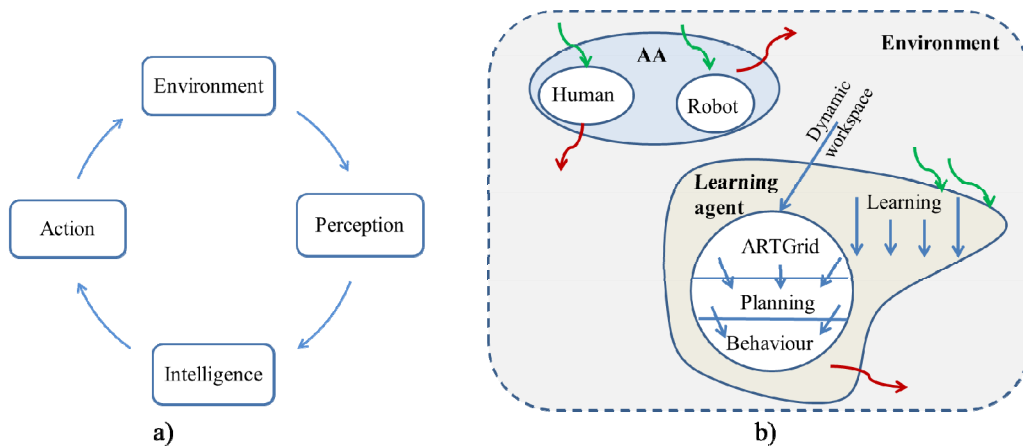 Environment
Perception
Intelligence
Action
a)
Environment
AA
Human
Robot
Dynamic
workspace
Learning
agent
Learning
ARTGrid
Planning
Behaviour
b)